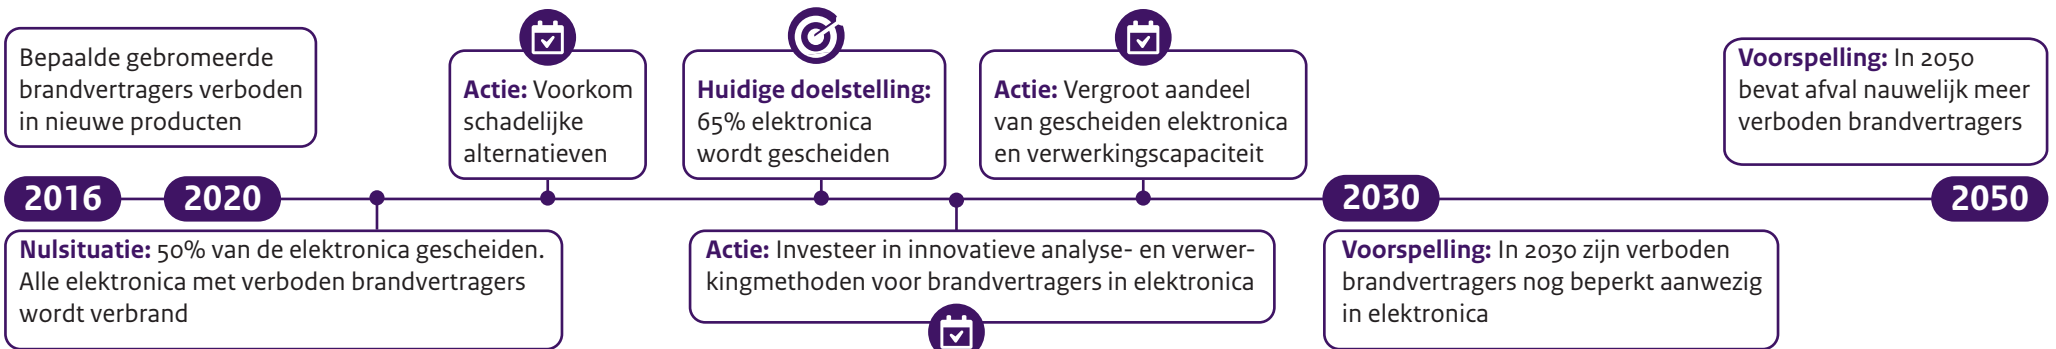 Bepaalde gebromeerde
brandvertragers verboden
in nieuwe producten
Actie: Voorkom
schadelijke
alternatieven
Huidige doelstelling:
65% elektronica
wordt gescheiden
Actie: Vergroot aandeel
van gescheiden elektronica
en verwerkingscapaciteit
Voorspelling: In 2050
bevat afval nauwelijk meer
verboden brandvertragers
2016
2020
2030
2050
Nulsituatie: 50% van de elektronica gescheiden.
Alle elektronica met verboden brandvertragers
wordt verbrand
Actie: Investeer in innovatieve analyse- en verwer-
kingmethoden voor brandvertragers in elektronica
Voorspelling: In 2030 zijn verboden
brandvertragers nog beperkt aanwezig
in elektronica